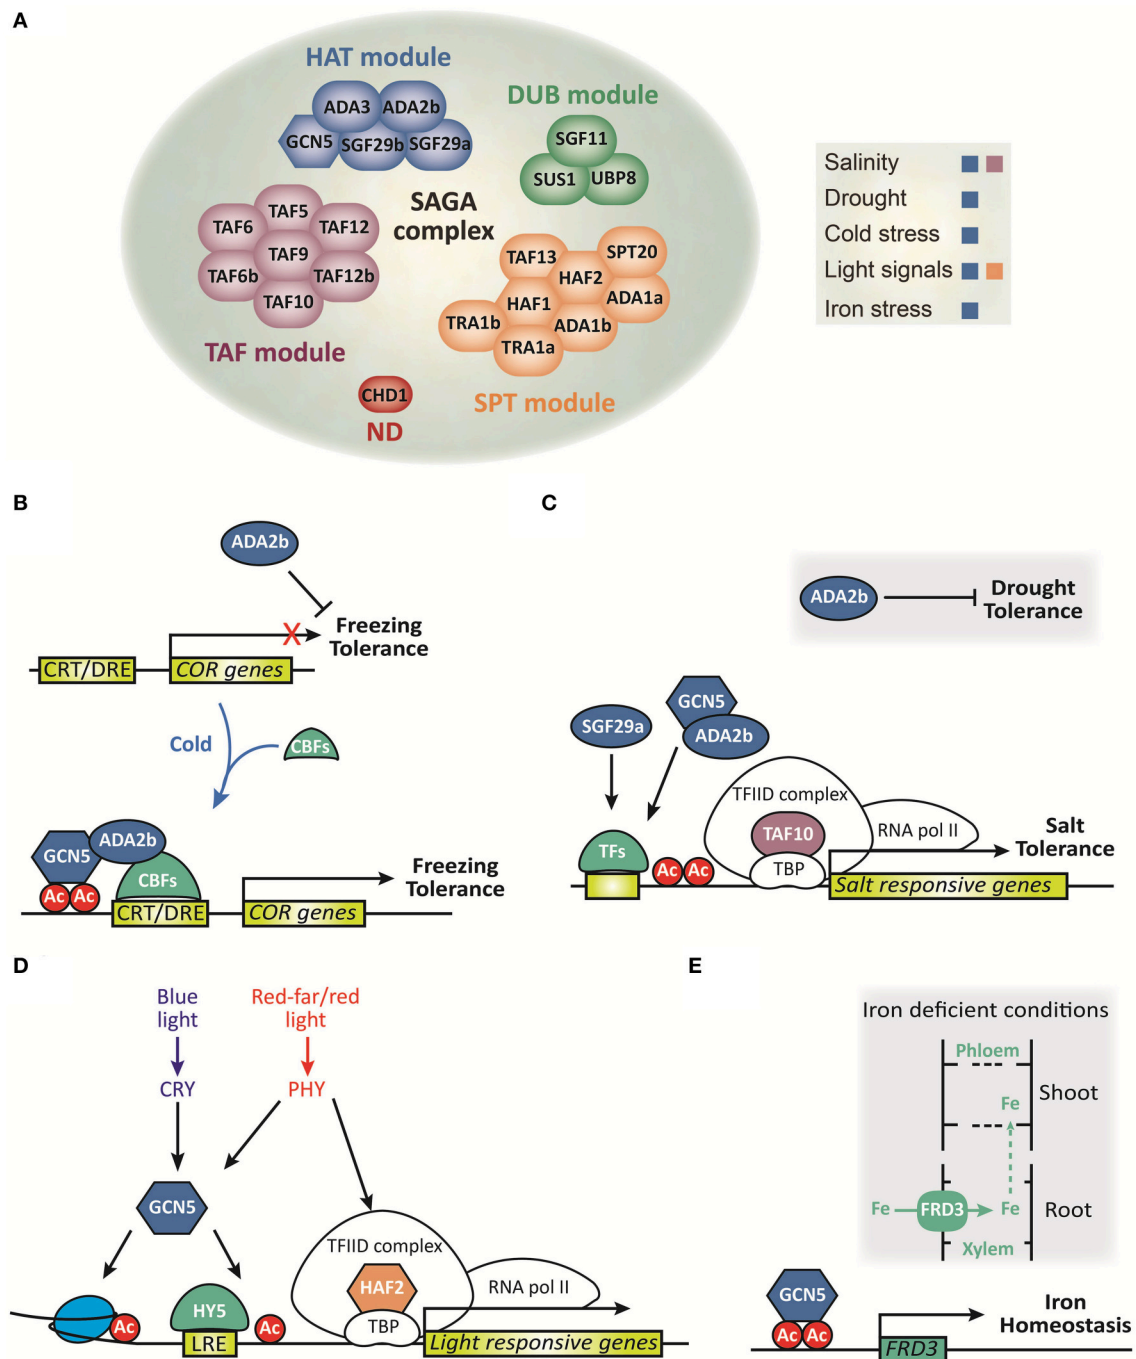 A
HAT module
ADA3
ADA2b
GCN5
SGF29b
SGF29a
DUB module
SGF11
SUS1
UBP8
SAGA
complex
TAF5
TAF6
TAF12
TAF9
TAF6b
TAF12b
TAF10
TAF module
SPT20
TAF13
HAF2
HAF1
ADA1a
TRA1b
ADA1b
TRA1a
SPT module
CHD1
ND
Salinity
Drought
Cold stress
Light signals
Iron stress
B
ADA2b
X
Freezing
Tolerance
CRT/DRE
COR genes
Cold
CBFs
GCN5
ADA2b
CBFs
Ac Ac
CRT/DRE
COR genes
Freezing
Tolerance
C
ADA2b
Drought
Tolerance
SGF29a
GCN5
ADA2b
TFIID complex
TAF10
TBP
RNA pol II
TFs
Ac Ac
Salt
Tolerance
Salt responsive genes
D
Blue
light
Red-far/red
light
CRY
PHY
GCN5
TFIID complex
HAF2
TBP
RNA pol II
Ac
HY5
LRE
Ac
Light responsive genes
E
Iron deficient conditions
Phloem
Fe
Shoot
Fe
FRD3
Fe
Root
Xylem
GCN5
Ac Ac
FRD3
Iron
Homeostasis